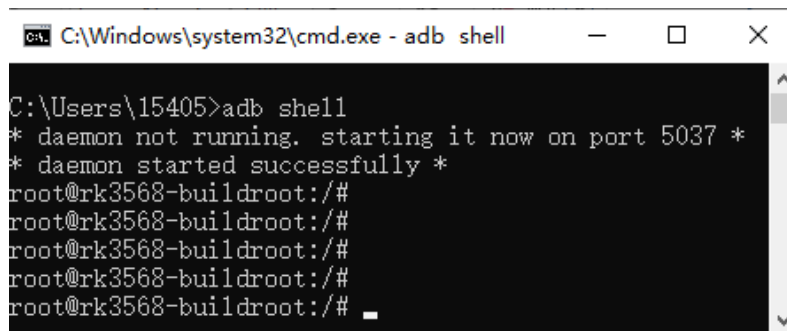 C:\Windows\system32\cmd.exe - adb  shell
C:\Users\15405>adb shell
* daemon not running. starting it now on port 5037 *
* daemon started successfully *
root@rk3568-buildroot:/#
root@rk3568-buildroot:/#
root@rk3568-buildroot:/#
root@rk3568-buildroot:/#
root@rk3568-buildroot:/#